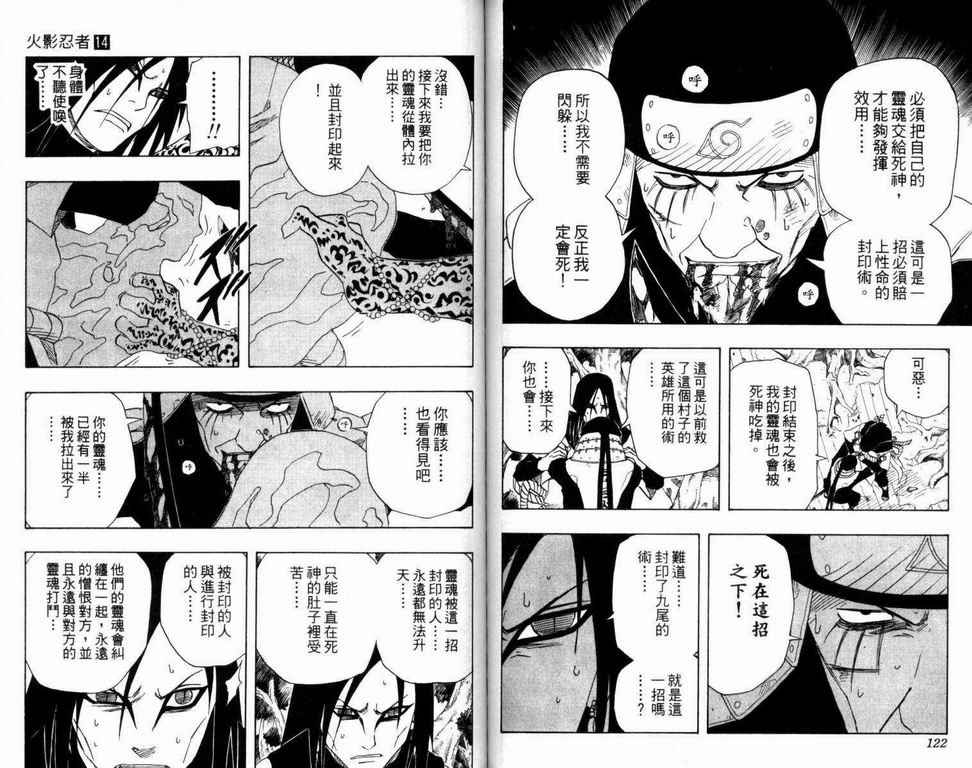 必須把自己的
靈魂交給死神，
才能夠發揮
效用……
這可是一
招必須賠
上性命的
封印術。
所以我不需要
閃躲……
反正我一
定會死！
呼
呼
呼
可惡…
封印結束之後，
我的靈魂也會被
死神吃掉。
這可是以前救
了這個村子的
英雄所用的術
……
……接下來
你也會……
死在這招
之下！
難道……
封印了九尾的
術……
就是這
一招嗎
……？
122
火影忍者14
沒錯…
接下來我要把你
的靈魂從體內拉
出來…
並且封印起來
！
……!!
身體
不聽使喚
了……
你應該……
也看得見吧
……
你的靈魂……
已經有一半
被我拉出來了
呼
靈魂被這一招
封印的人……
永遠都無法升
天…
只能一直在死
神的肚子裡受
苦…
被封印的人
與進行封印
的人…
他們的靈魂會糾
纏在一起，永遠
的憎恨對方，並
且永遠與對方的
靈魂打鬥…